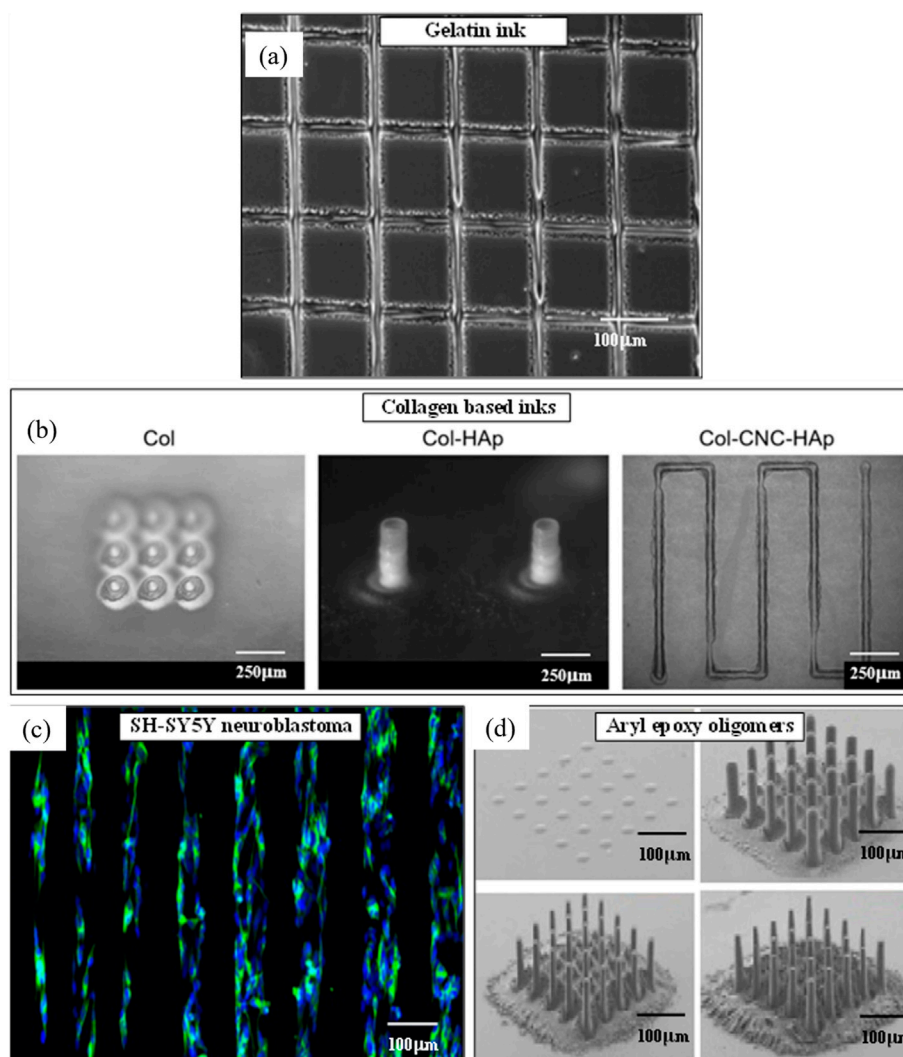 Gelatin ink
(a)
100μm
Collagen based inks
(b)
Col
Col-HAp
Col-CNC-HAp
250μm
250μm
250μm
(c)
SH-SY5Y neuroblastoma
(d)
Aryl epoxy oligomers
100μm
100μm
100μm
100μm
100μm